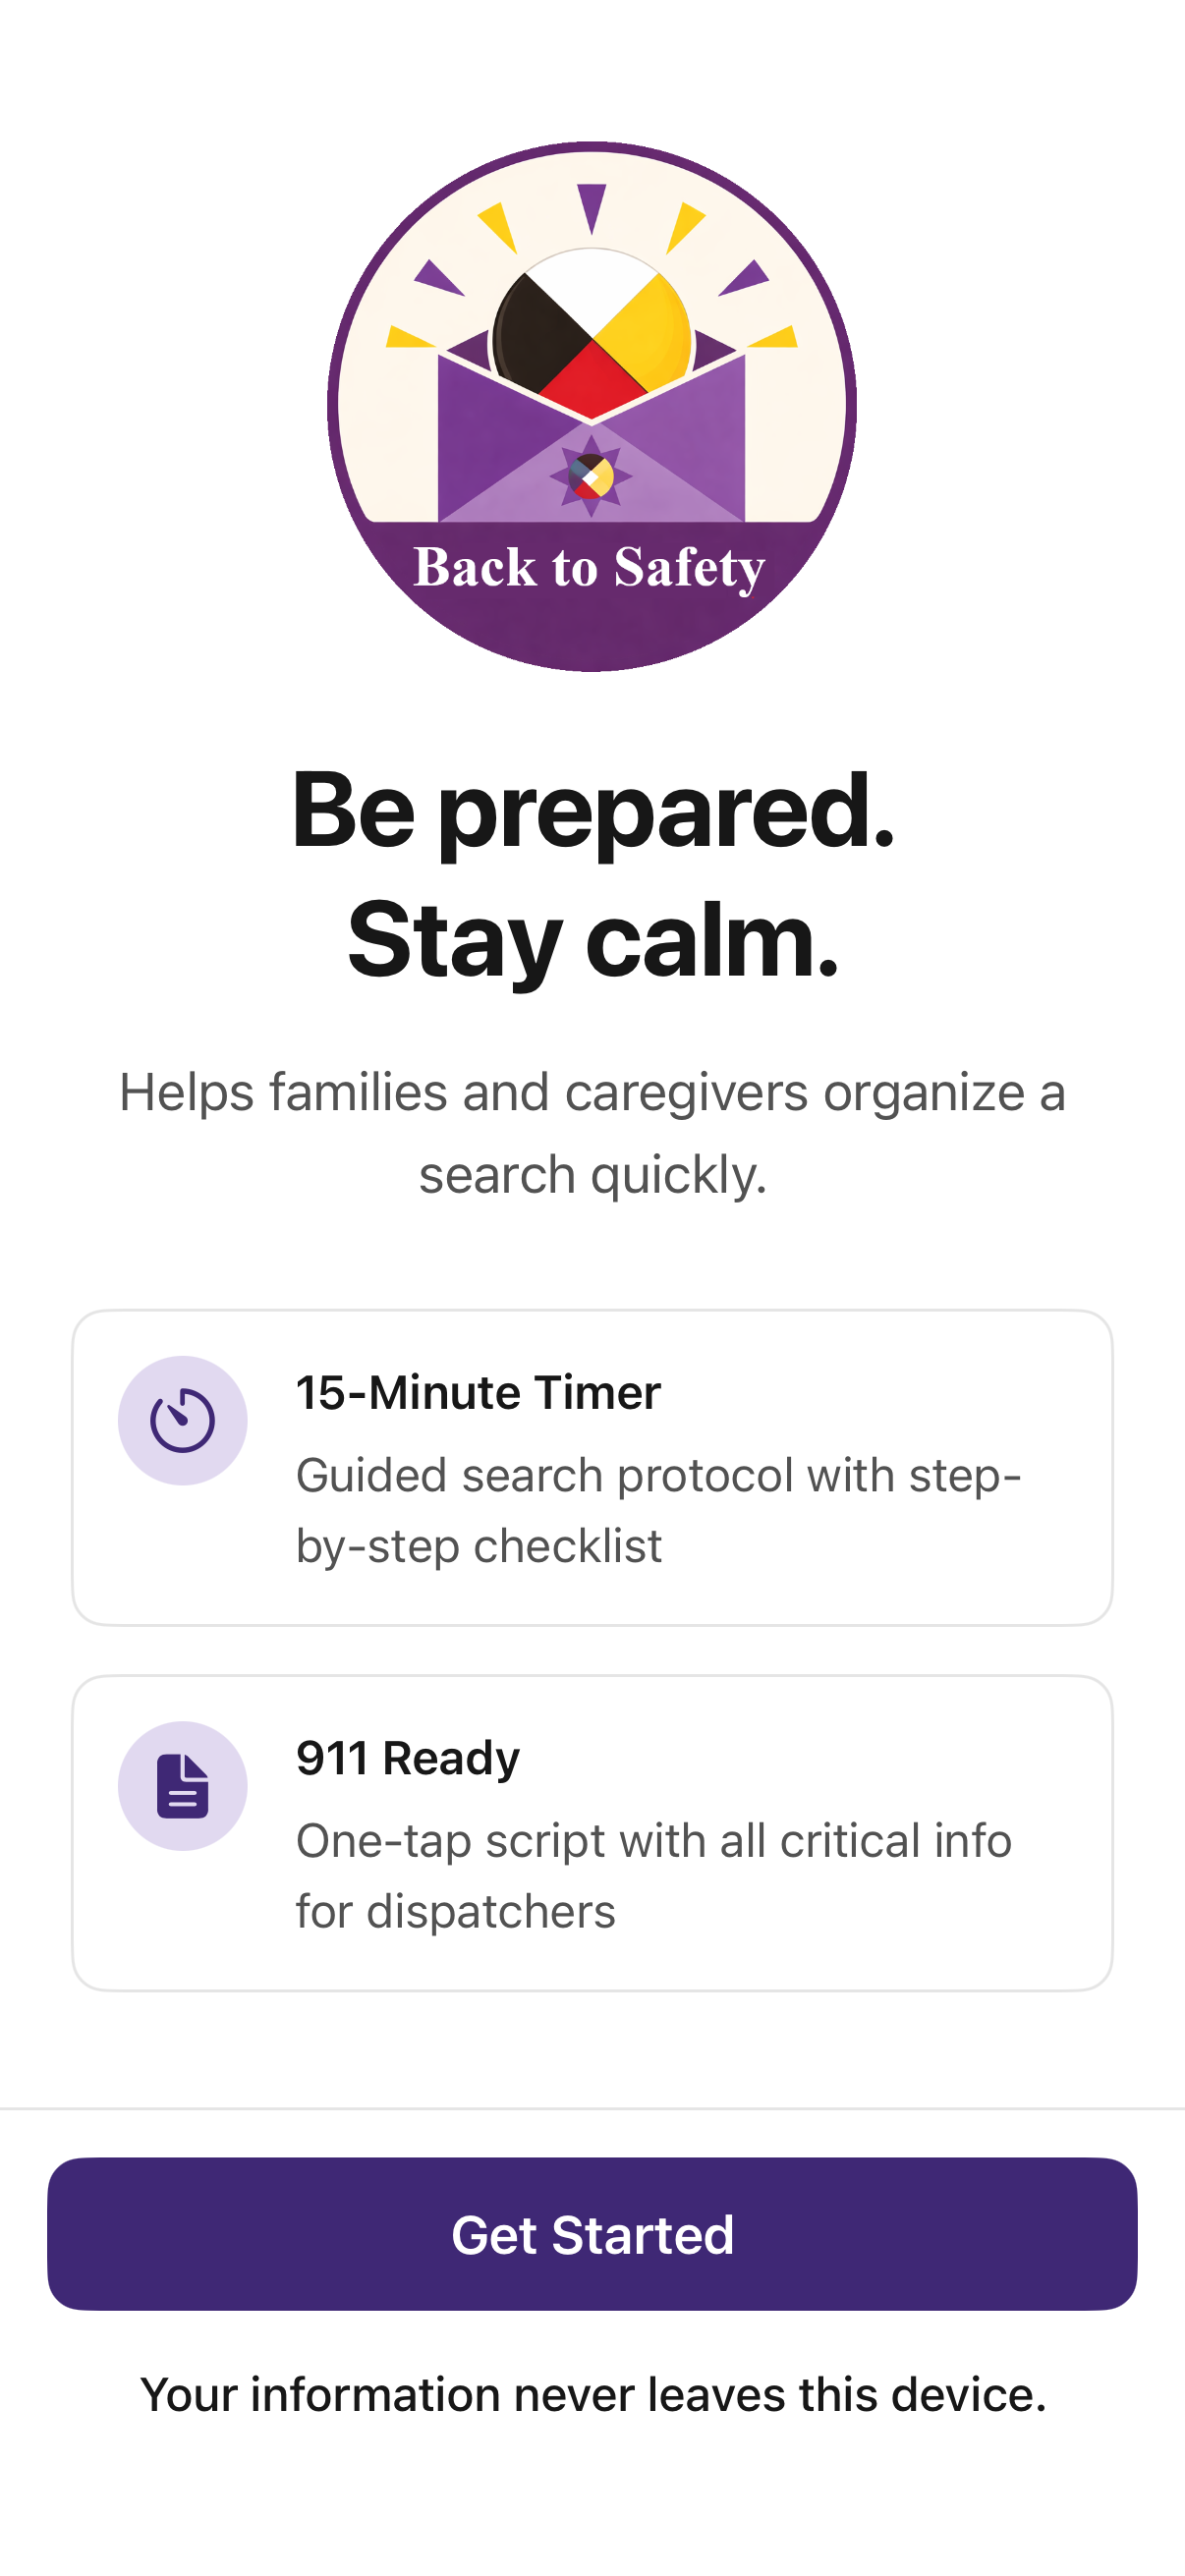 Back to Safety
Be prepared.
Stay calm.
Helps families and caregivers organize a
search quickly.
15-Minute Timer
Guided search protocol with step-
by-step checklist
911 Ready
One-tap script with all critical info
for dispatchers
Get Started
Your information never leaves this device.